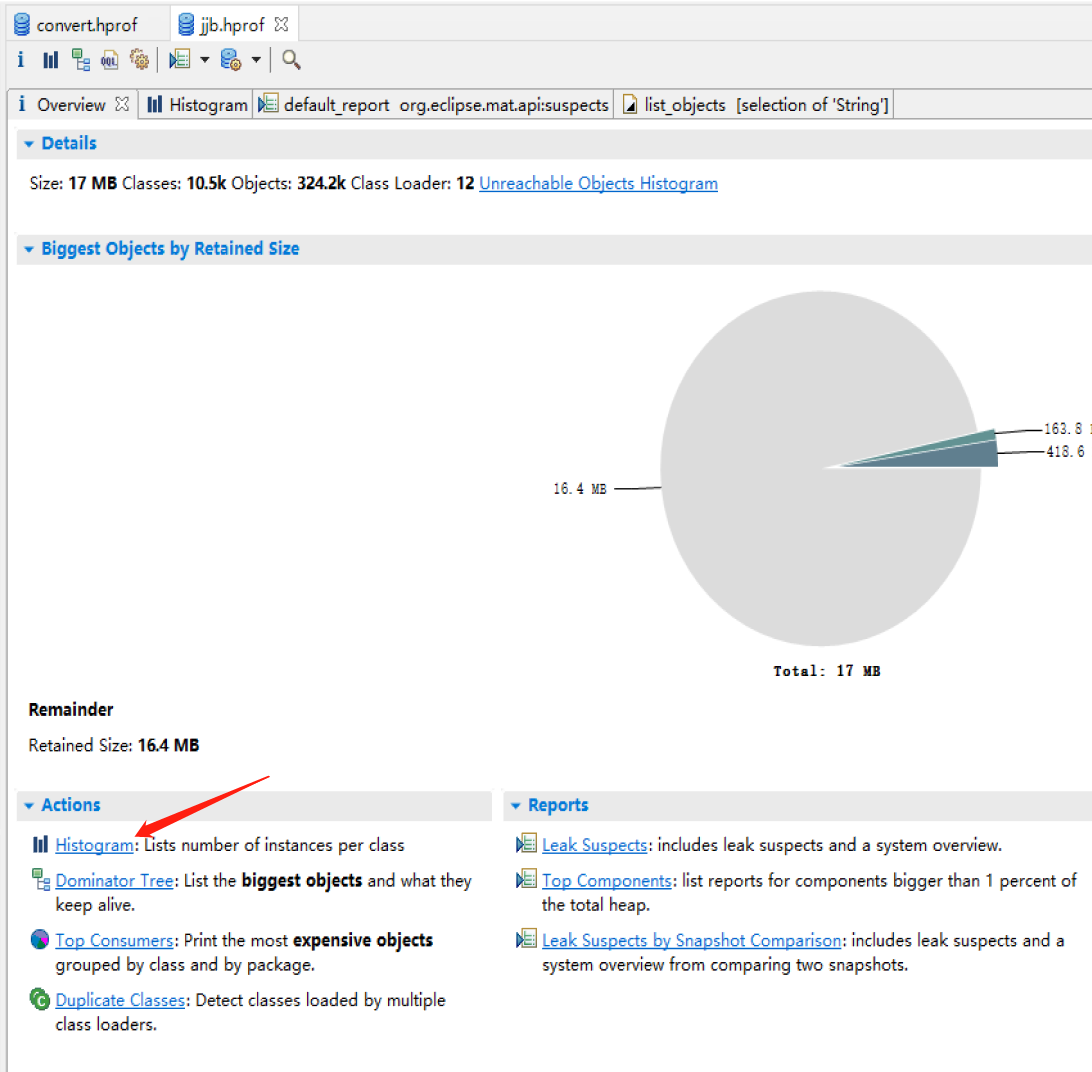 convert.hprof jjb.hprof
OQL
i Overview Histogram default_report org.eclipse.mat.api:suspects list_objects [selection of 'String']
Details
Size: 17 MB Classes: 10.5k Objects: 324.2k Class Loader: 12 Unreachable Objects Histogram
Biggest Objects by Retained Size
163.8
418.6
16.4 MB
Total: 17 MB
Remainder
Retained Size: 16.4 MB
Actions
Histogram: Lists number of instances per class
Dominator Tree: List the biggest objects and what they
keep alive.
Top Consumers: Print the most expensive objects
grouped by class and by package.
Duplicate Classes: Detect classes loaded by multiple
class loaders.
Reports
Leak Suspects: includes leak suspects and a system overview.
Top Components: list reports for components bigger than 1 percent of
the total heap.
Leak Suspects by Snapshot Comparison: includes leak suspects and a
system overview from comparing two snapshots.